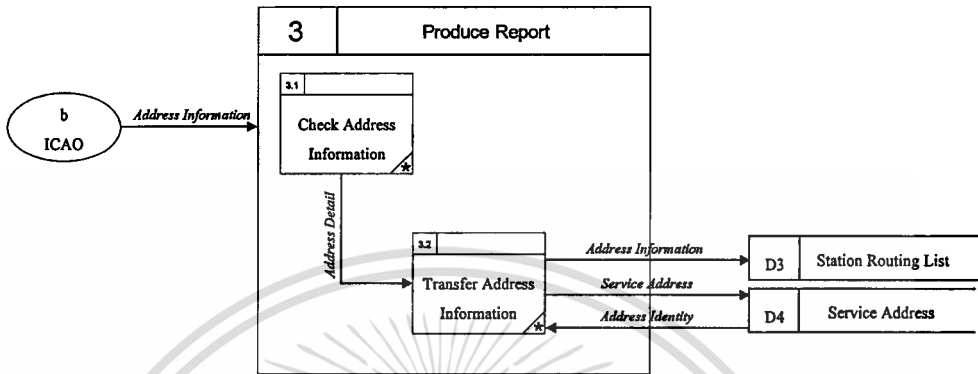 3 Produce Report
b
ICAO
Address Information
3.1
Check Address
Information
*
Address Detail
3.2
Transfer Address
Information
*
Address Information
Service Address
Address Identity
D3 Station Routing List
D4 Service Address